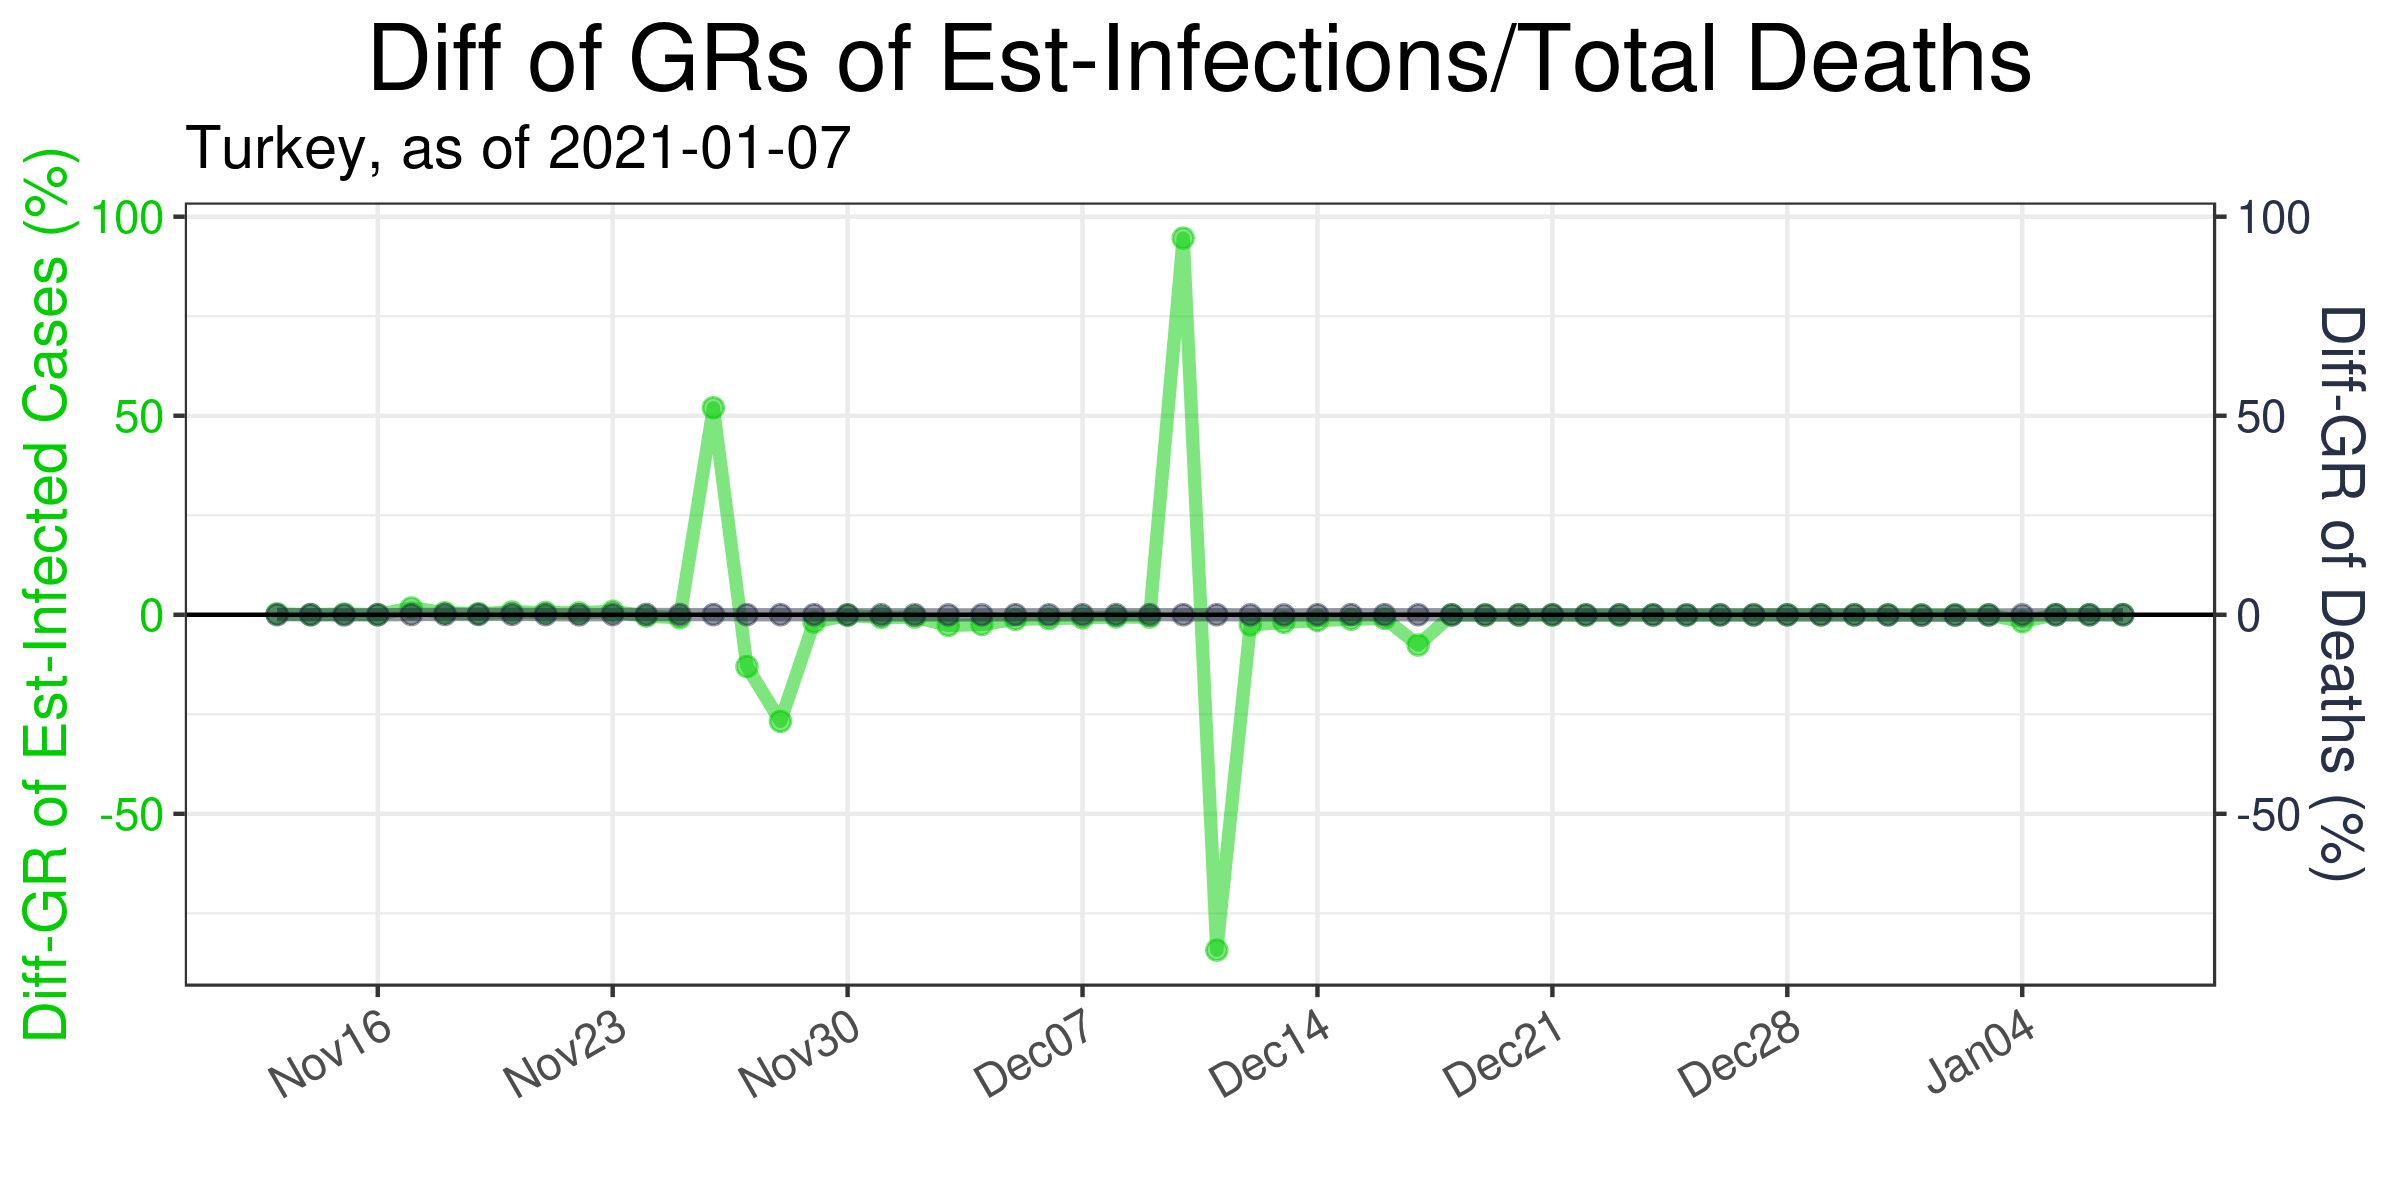 Diff of GRs of Est-Infections/Total Deaths
Turkey, as of 2021-01-07
Diff-GR of Est-Infected Cases (%)
100
50
0
-50
100
50
0
-50
Diff-GR of Deaths (%)
Nov16
Nov23
Nov30
Dec07
Dec14
Dec21
Dec28
Jan04